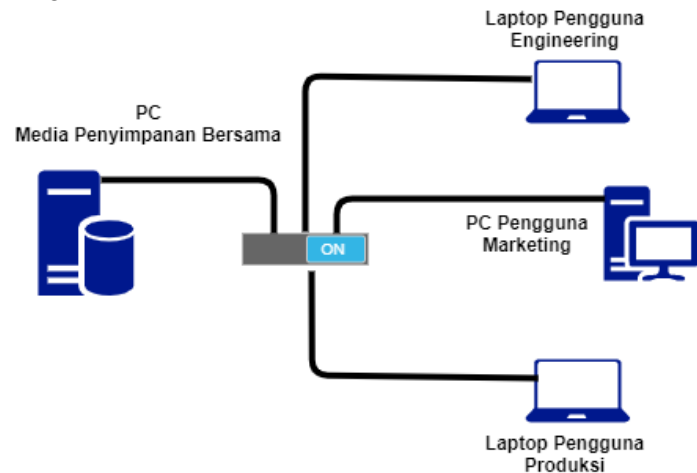 Laptop Pengguna
Engineering
PC
Media Penyimpanan Bersama
PC Pengguna
Marketing
ON
Laptop Pengguna
Produksi